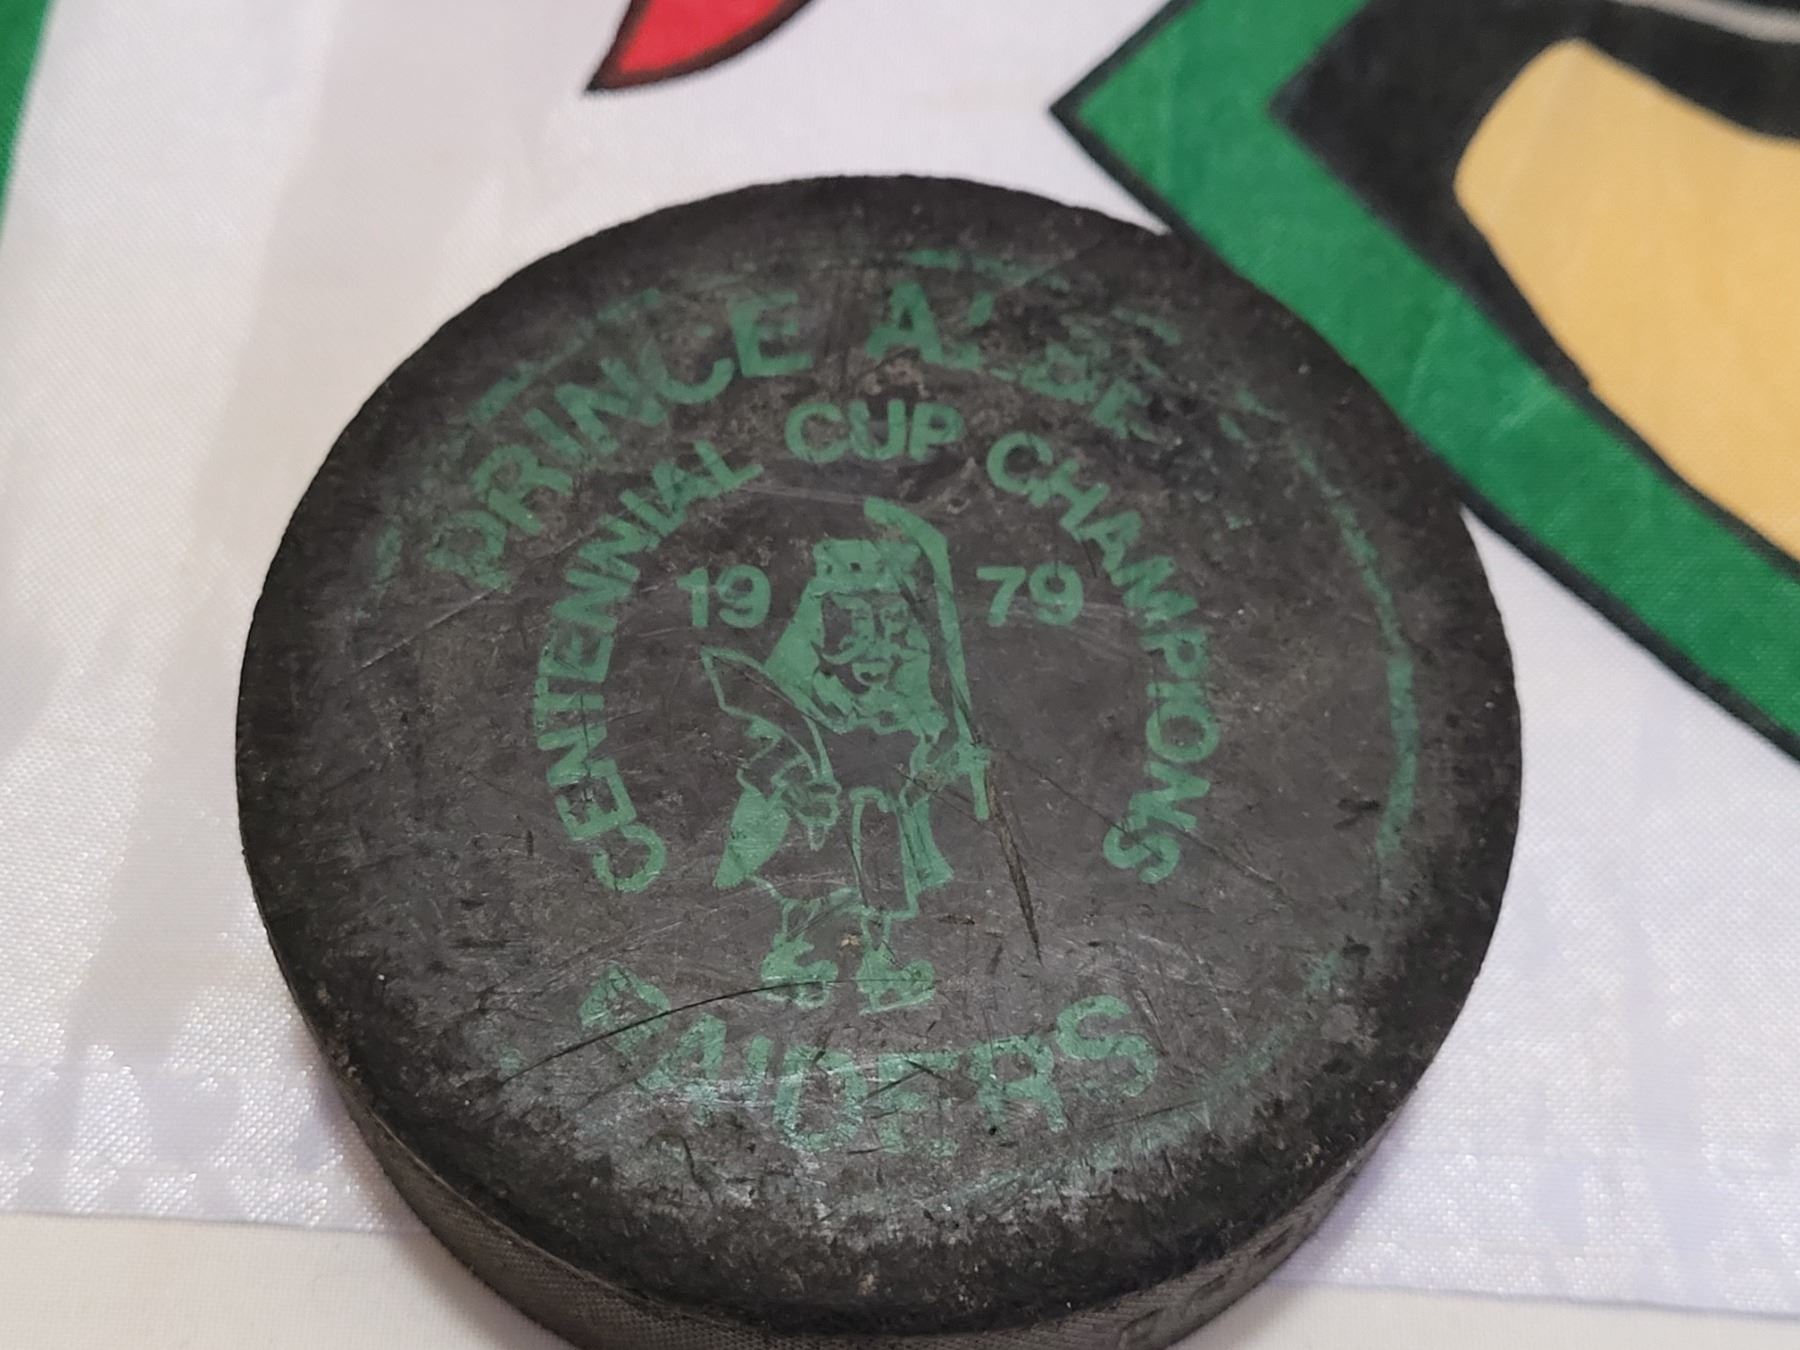 PRINCE
CENTENNIAL CUP CHAMPIONS
19 79
RAIDERS